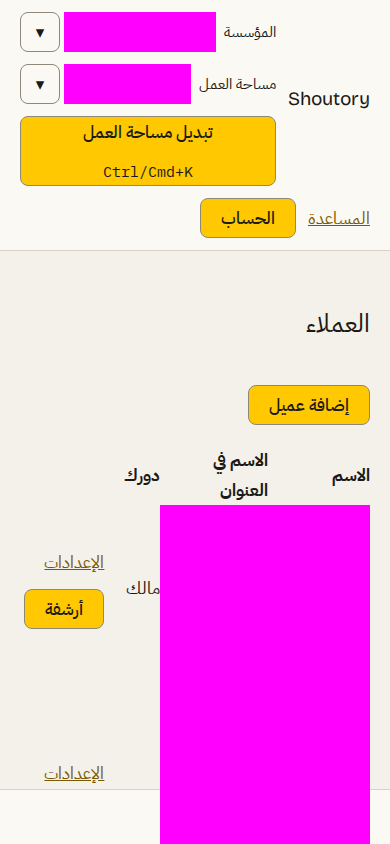 Shoutory
المؤسسة ▼
مساحة العمل ▼
تبديل مساحة العمل
Ctrl/Cmd+K
المساعدة الحساب
العملاء
إضافة عميل
الاسم الاسم في العنوان دورك
مالك الإعدادات
أرشفة
الإعدادات